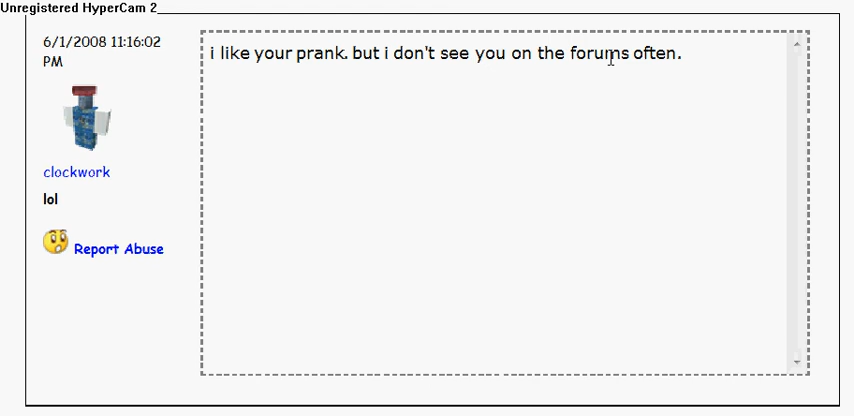 Unregistered HyperCam 2
6/1/2008 11:16:02
PM
i like your prank. but i don't see you on the forums often.
clockwork
lol
Report Abuse